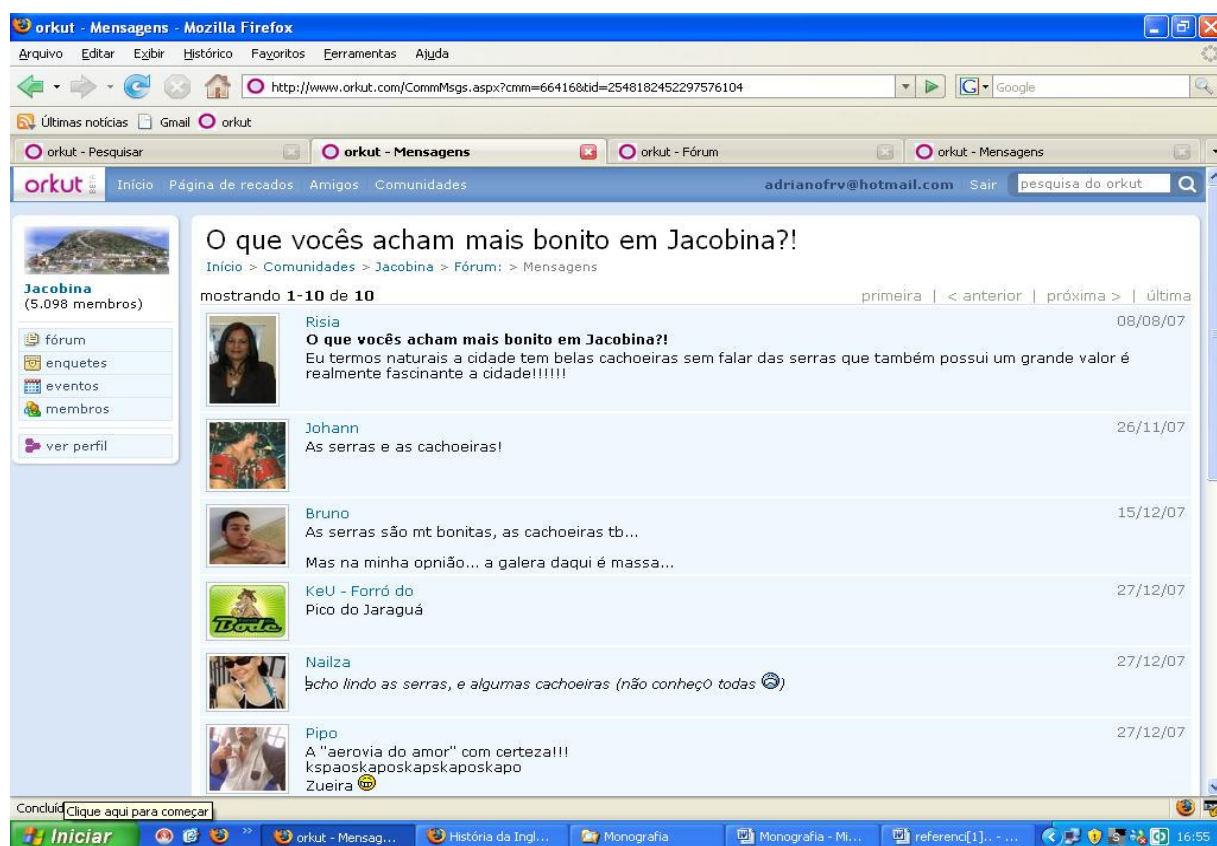 orkut - Mensagens - Mozilla Firefox
Arquivo Editar Exibir Histórico Favoritos Ferramentas Ajuda
http://www.orkut.com/CommMsgs.aspx?cmm=66416&tid=2548182452297576104
G Google
Últimas notícias Gmail orkut
orkut - Pesquisar orkut - Mensagens orkut - Fórum orkut - Mensagens
orkut BETA Início Página de recados Amigos Comunidades adrianofrv@hotmail.com Sair pesquisa do orkut
O que vocês acham mais bonito em Jacobina?!
Início > Comunidades > Jacobina > Fórum: > Mensagens
Jacobina
(5.098 membros)
fórum
enquetes
eventos
membros
ver perfil
mostrando 1-10 de 10 primeira | < anterior | próxima > | última
Risia 08/08/07
O que vocês acham mais bonito em Jacobina?!
Eu termos naturais a cidade tem belas cachoeiras sem falar das serras que também possui um grande valor é
realmente fascinante a cidade!!!!!!
Johann 26/11/07
As serras e as cachoeiras!
Bruno 15/12/07
As serras são mt bonitas, as cachoeiras tb...
Mas na minha opnião... a galera daqui é massa...
KeU - Forró do 27/12/07
Bode
Pico do Jaraguá
Nailza 27/12/07
acho lindo as serras, e algumas cachoeiras (não conheçO todas )
Pipo 27/12/07
A "aerovia do amor" com certeza!!!
kspaoskaposkapskaposkapo
Zueira
Concluíd
Clique aqui para começar
Iniciar » orkut - Mensag... História da Ingl... Monografia Monografia - Mi... referenci[1].. - ... 16:55